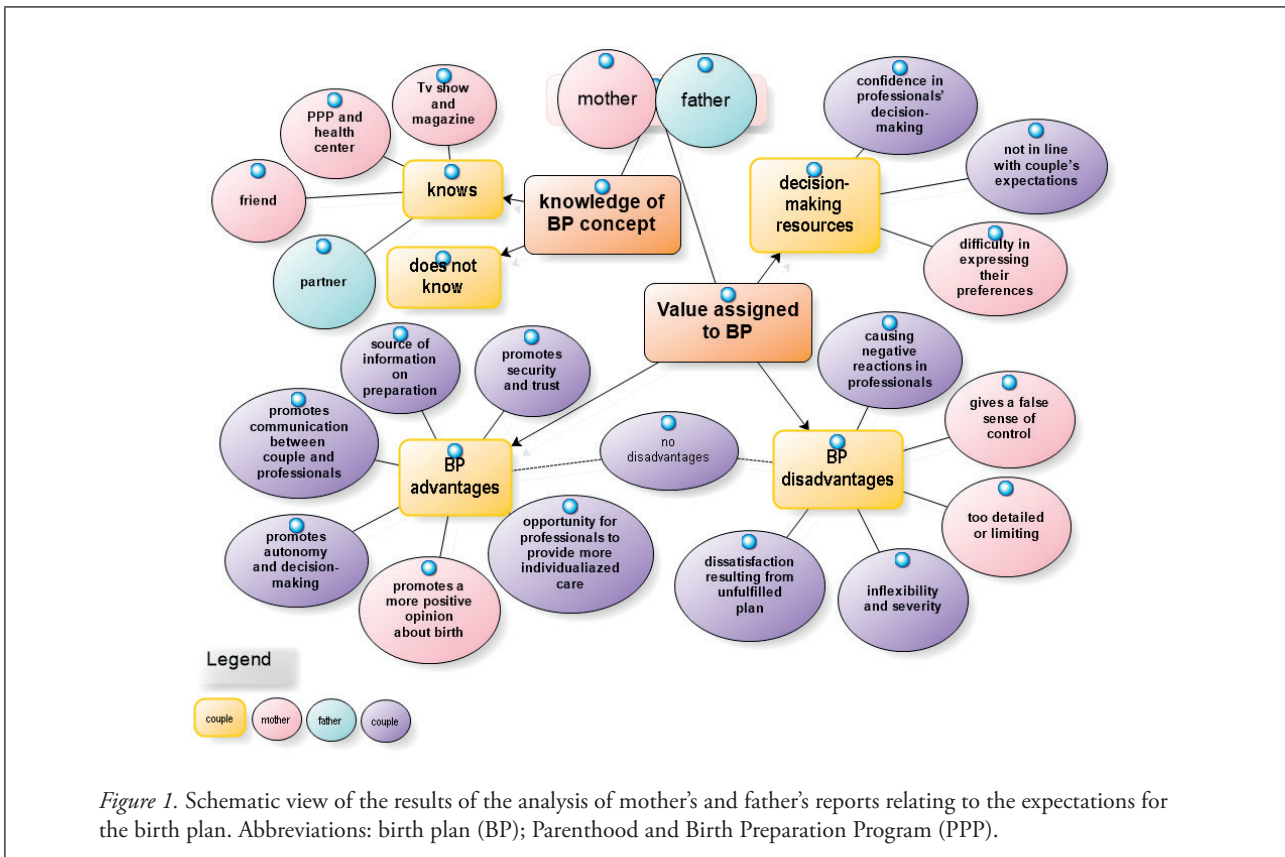 Tv show
and
magazine
PPP and
health
center
friend
partner
knows
does not
know
mother
father
knowledge of
BP concept
confidence in
professionals'
decision-
making
decision-
making
resources
not in line
with couple's
expectations
difficulty in
expressing
their
preferences
Value assigned
to BP
source of
information
on
preparation
promotes
security
and trust
promotes
communication
between
couple and
professionals
BP
advantages
promotes
autonomy
and decision-
making
promotes a
more positive
opinion
about birth
opportunity for
professionals to
provide more
individualiazed
care
no
disadvantages
causing
negative
reactions in
professionals
gives a false
sense of
control
BP
disadvantages
too detailed
or limiting
dissatisfaction
resulting from
unfulfilled
plan
inflexibility
and severity
Legend
couple
mother
father
couple
Figure 1. Schematic view of the results of the analysis of mother's and father's reports relating to the expectations for
the birth plan. Abbreviations: birth plan (BP); Parenthood and Birth Preparation Program (PPP).